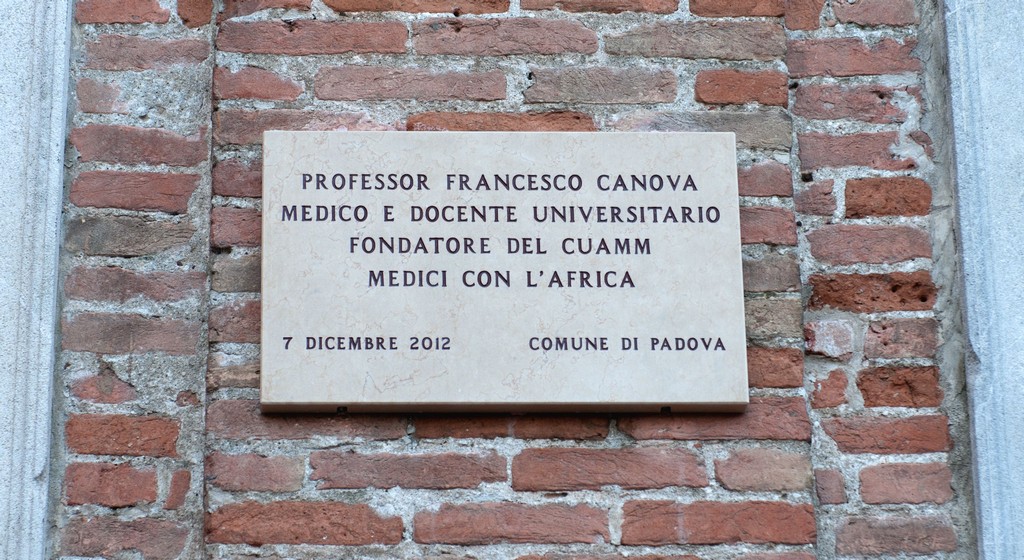 PROFESSOR FRANCESCO CANOVA
MEDICO E DOCENTE UNIVERSITARIO
FONDATORE DEL CUAMM
MEDICI CON L'AFRICA
7 DICEMBRE 2012 COMUNE DI PADOVA